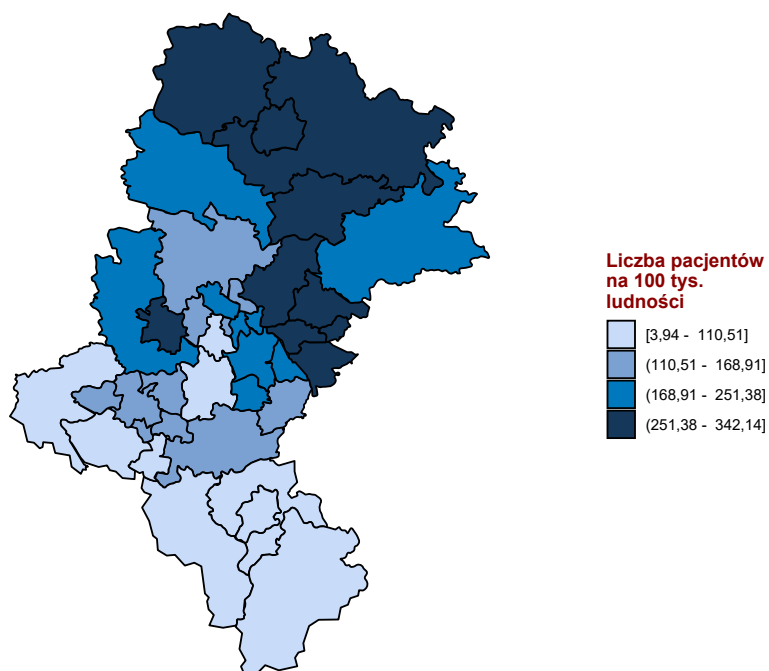 Liczba pacjentów
na 100 tys.
ludności
[3,94 - 110,51]
(110,51 - 168,91]
(168,91 - 251,38]
(251,38 - 342,14]